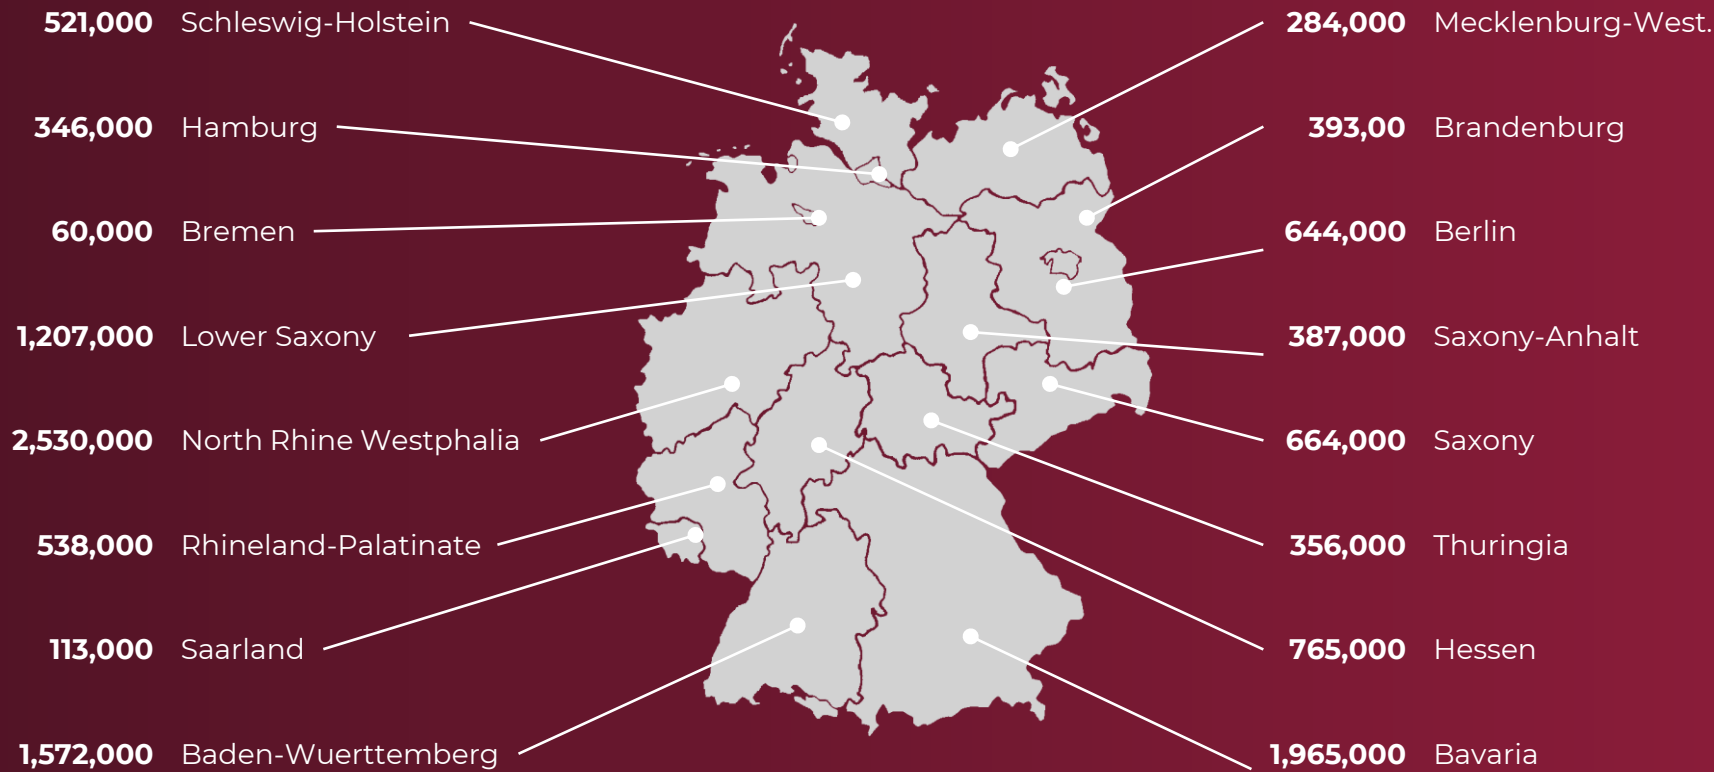 521,000 Schleswig-Holstein
346,000 Hamburg
60,000 Bremen
1,207,000 Lower Saxony
2,530,000 North Rhine Westphalia
538,000 Rhineland-Palatinate
113,000 Saarland
1,572,000 Baden-Wuerttemberg
284,000 Mecklenburg-West.
393,00 Brandenburg
644,000 Berlin
387,000 Saxony-Anhalt
664,000 Saxony
356,000 Thuringia
765,000 Hessen
1,965,000 Bavaria